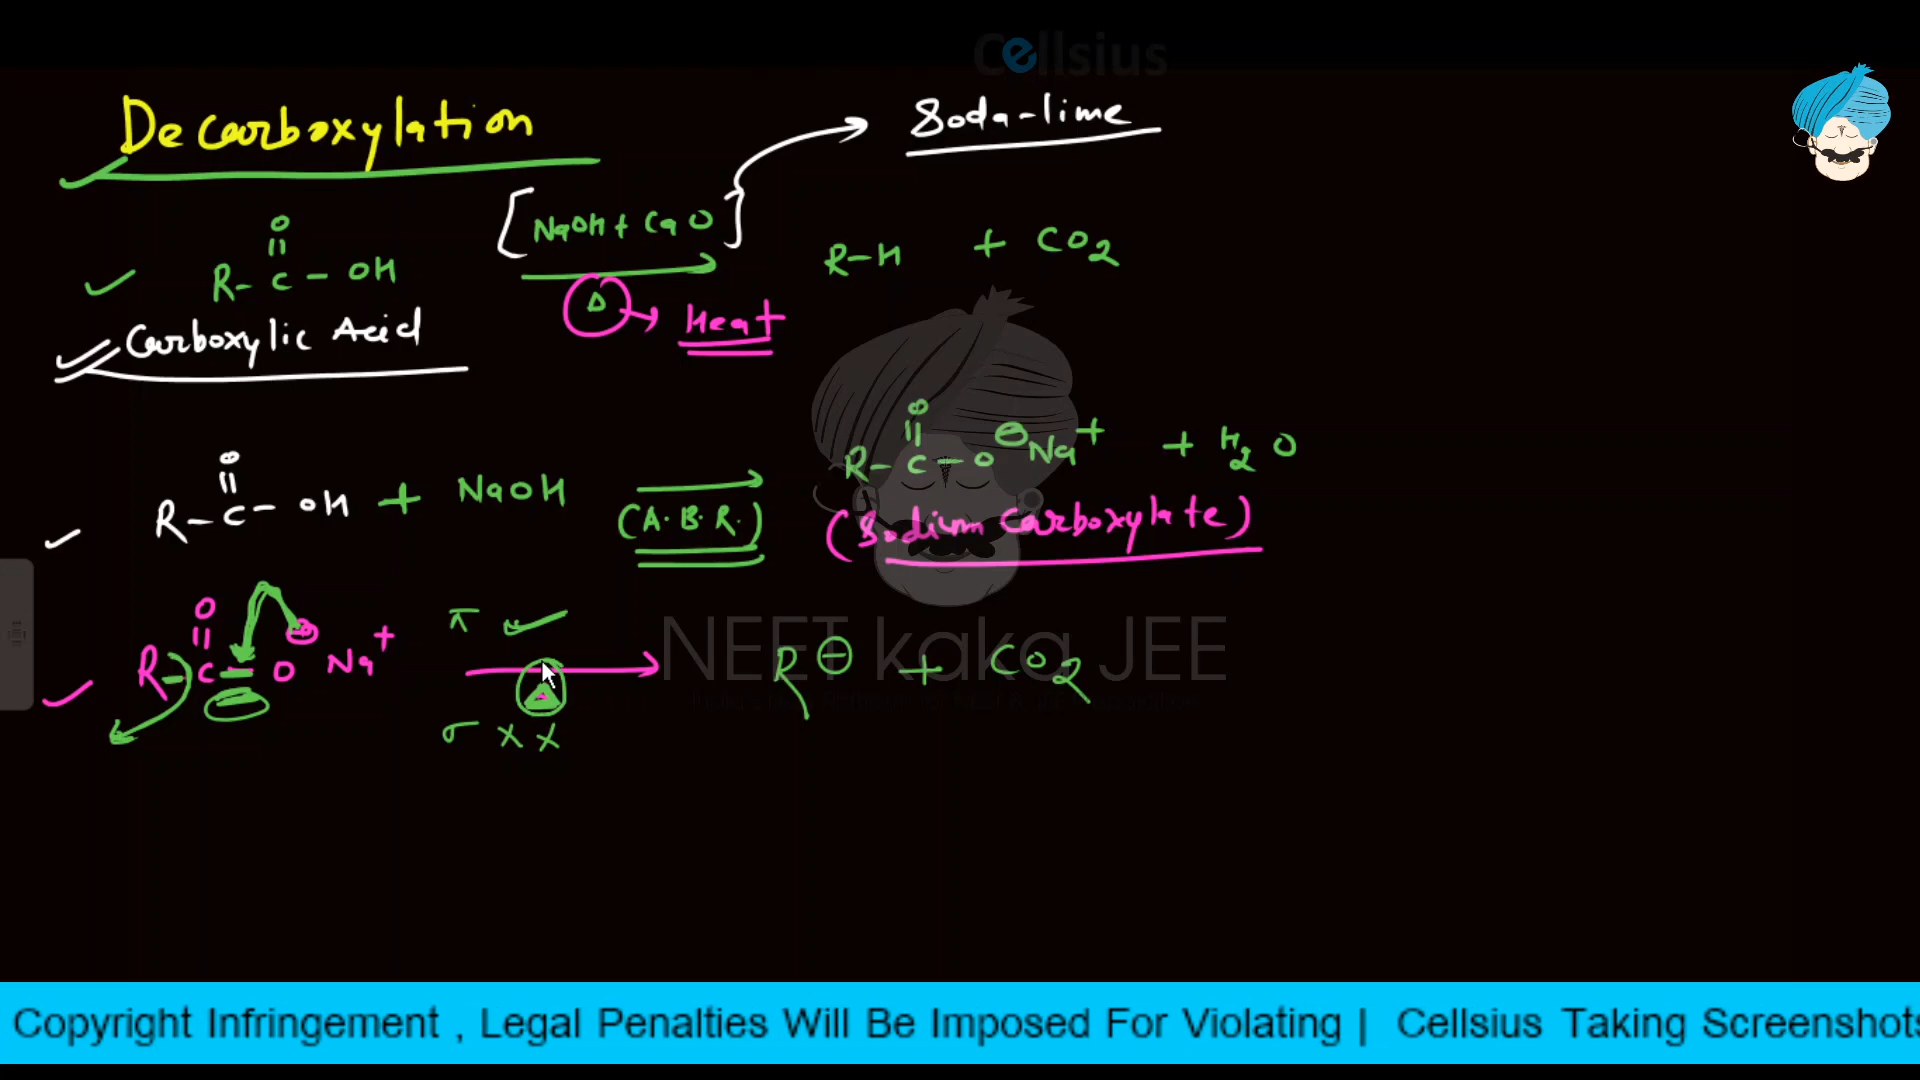 Cellsius
Decarboxylation
Soda-lime
[NaOH + CaO]
O
R - C - OH
R-H + CO2
Δ → Heat
Carboxylic Acid
O
R - C - O ⊖ Na+ + H2O
O
R - C - OH + NaOH
(A.B.R.)
(Sodium Carboxylate)
O
R - C = O Na+
π ✓
Δ
σ x x
R⊖ + CO2
NEET kaka JEE
Copyright Infringement , Legal Penalties Will Be Imposed For Violating | Cellsius Taking Screenshots